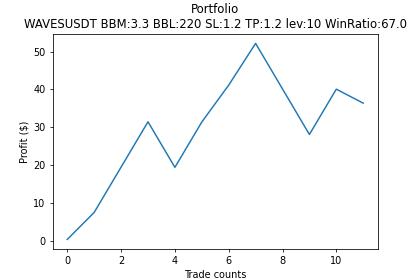 Portfolio
WAVESUSDT BBM:3.3 BBL:220 SL:1.2 TP:1.2 lev:10 WinRatio:67.0
50
40
30
20
10
0
Profit ($)
0 2 4 6 8 10
Trade counts